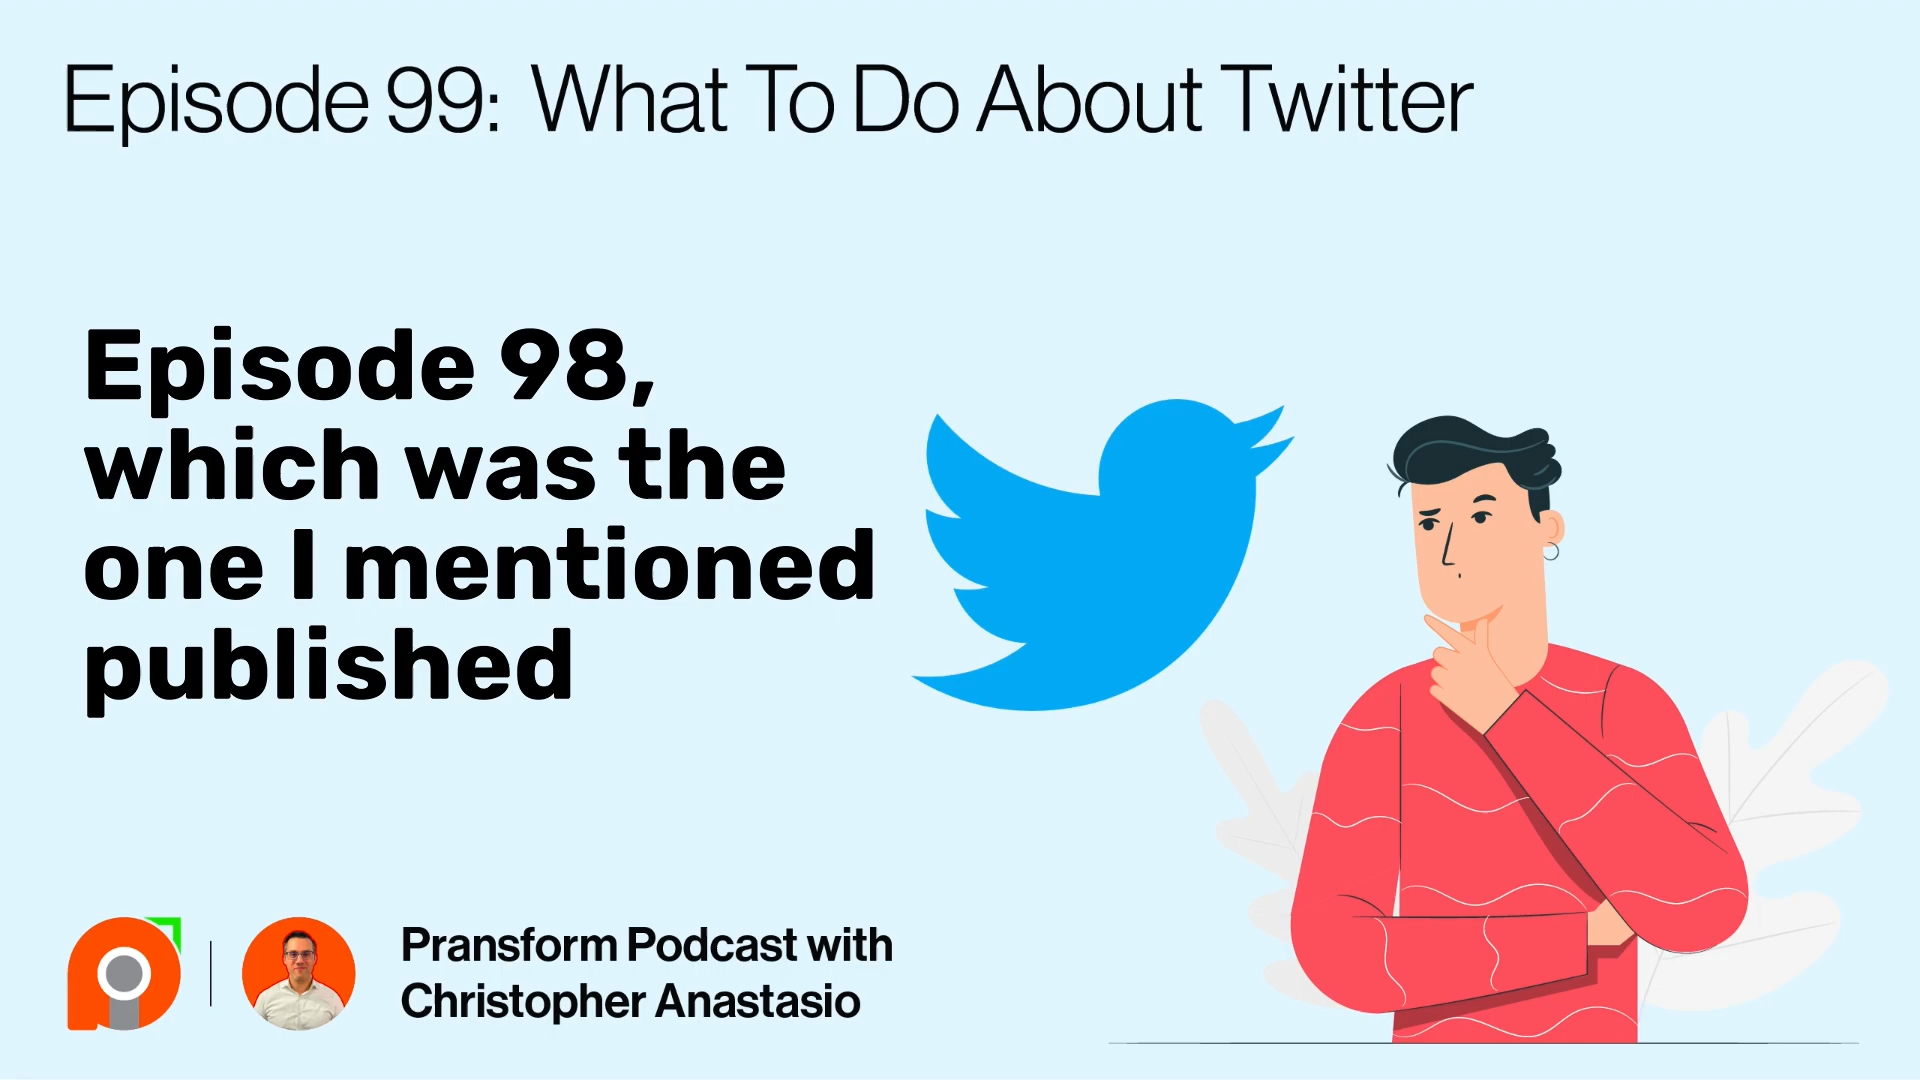 Episode 99: What To Do About Twitter
Episode 98,
which was the
one I mentioned
published
Pransform Podcast with
Christopher Anastasio